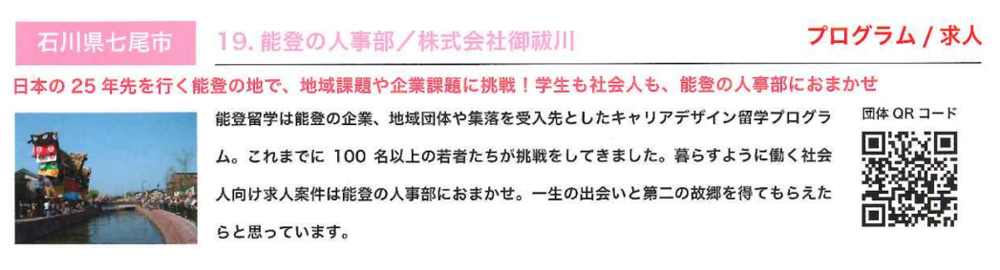 石川県七尾市
19. 能登の人事部／株式会社御祓川
プログラム / 求人
日本の 25 年先を行く能登の地で、地域課題や企業課題に挑戦！学生も社会人も、能登の人事部におまかせ
能登留学は能登の企業、地域団体や集落を受入先としたキャリアデザイン留学プログラ
ム。これまでに 100 名以上の若者たちが挑戦をしてきました。暮らすように働く社会
人向け求人案件は能登の人事部におまかせ。一生の出会いと第二の故郷を得てもらえた
らと思っています。
団体 QR コード